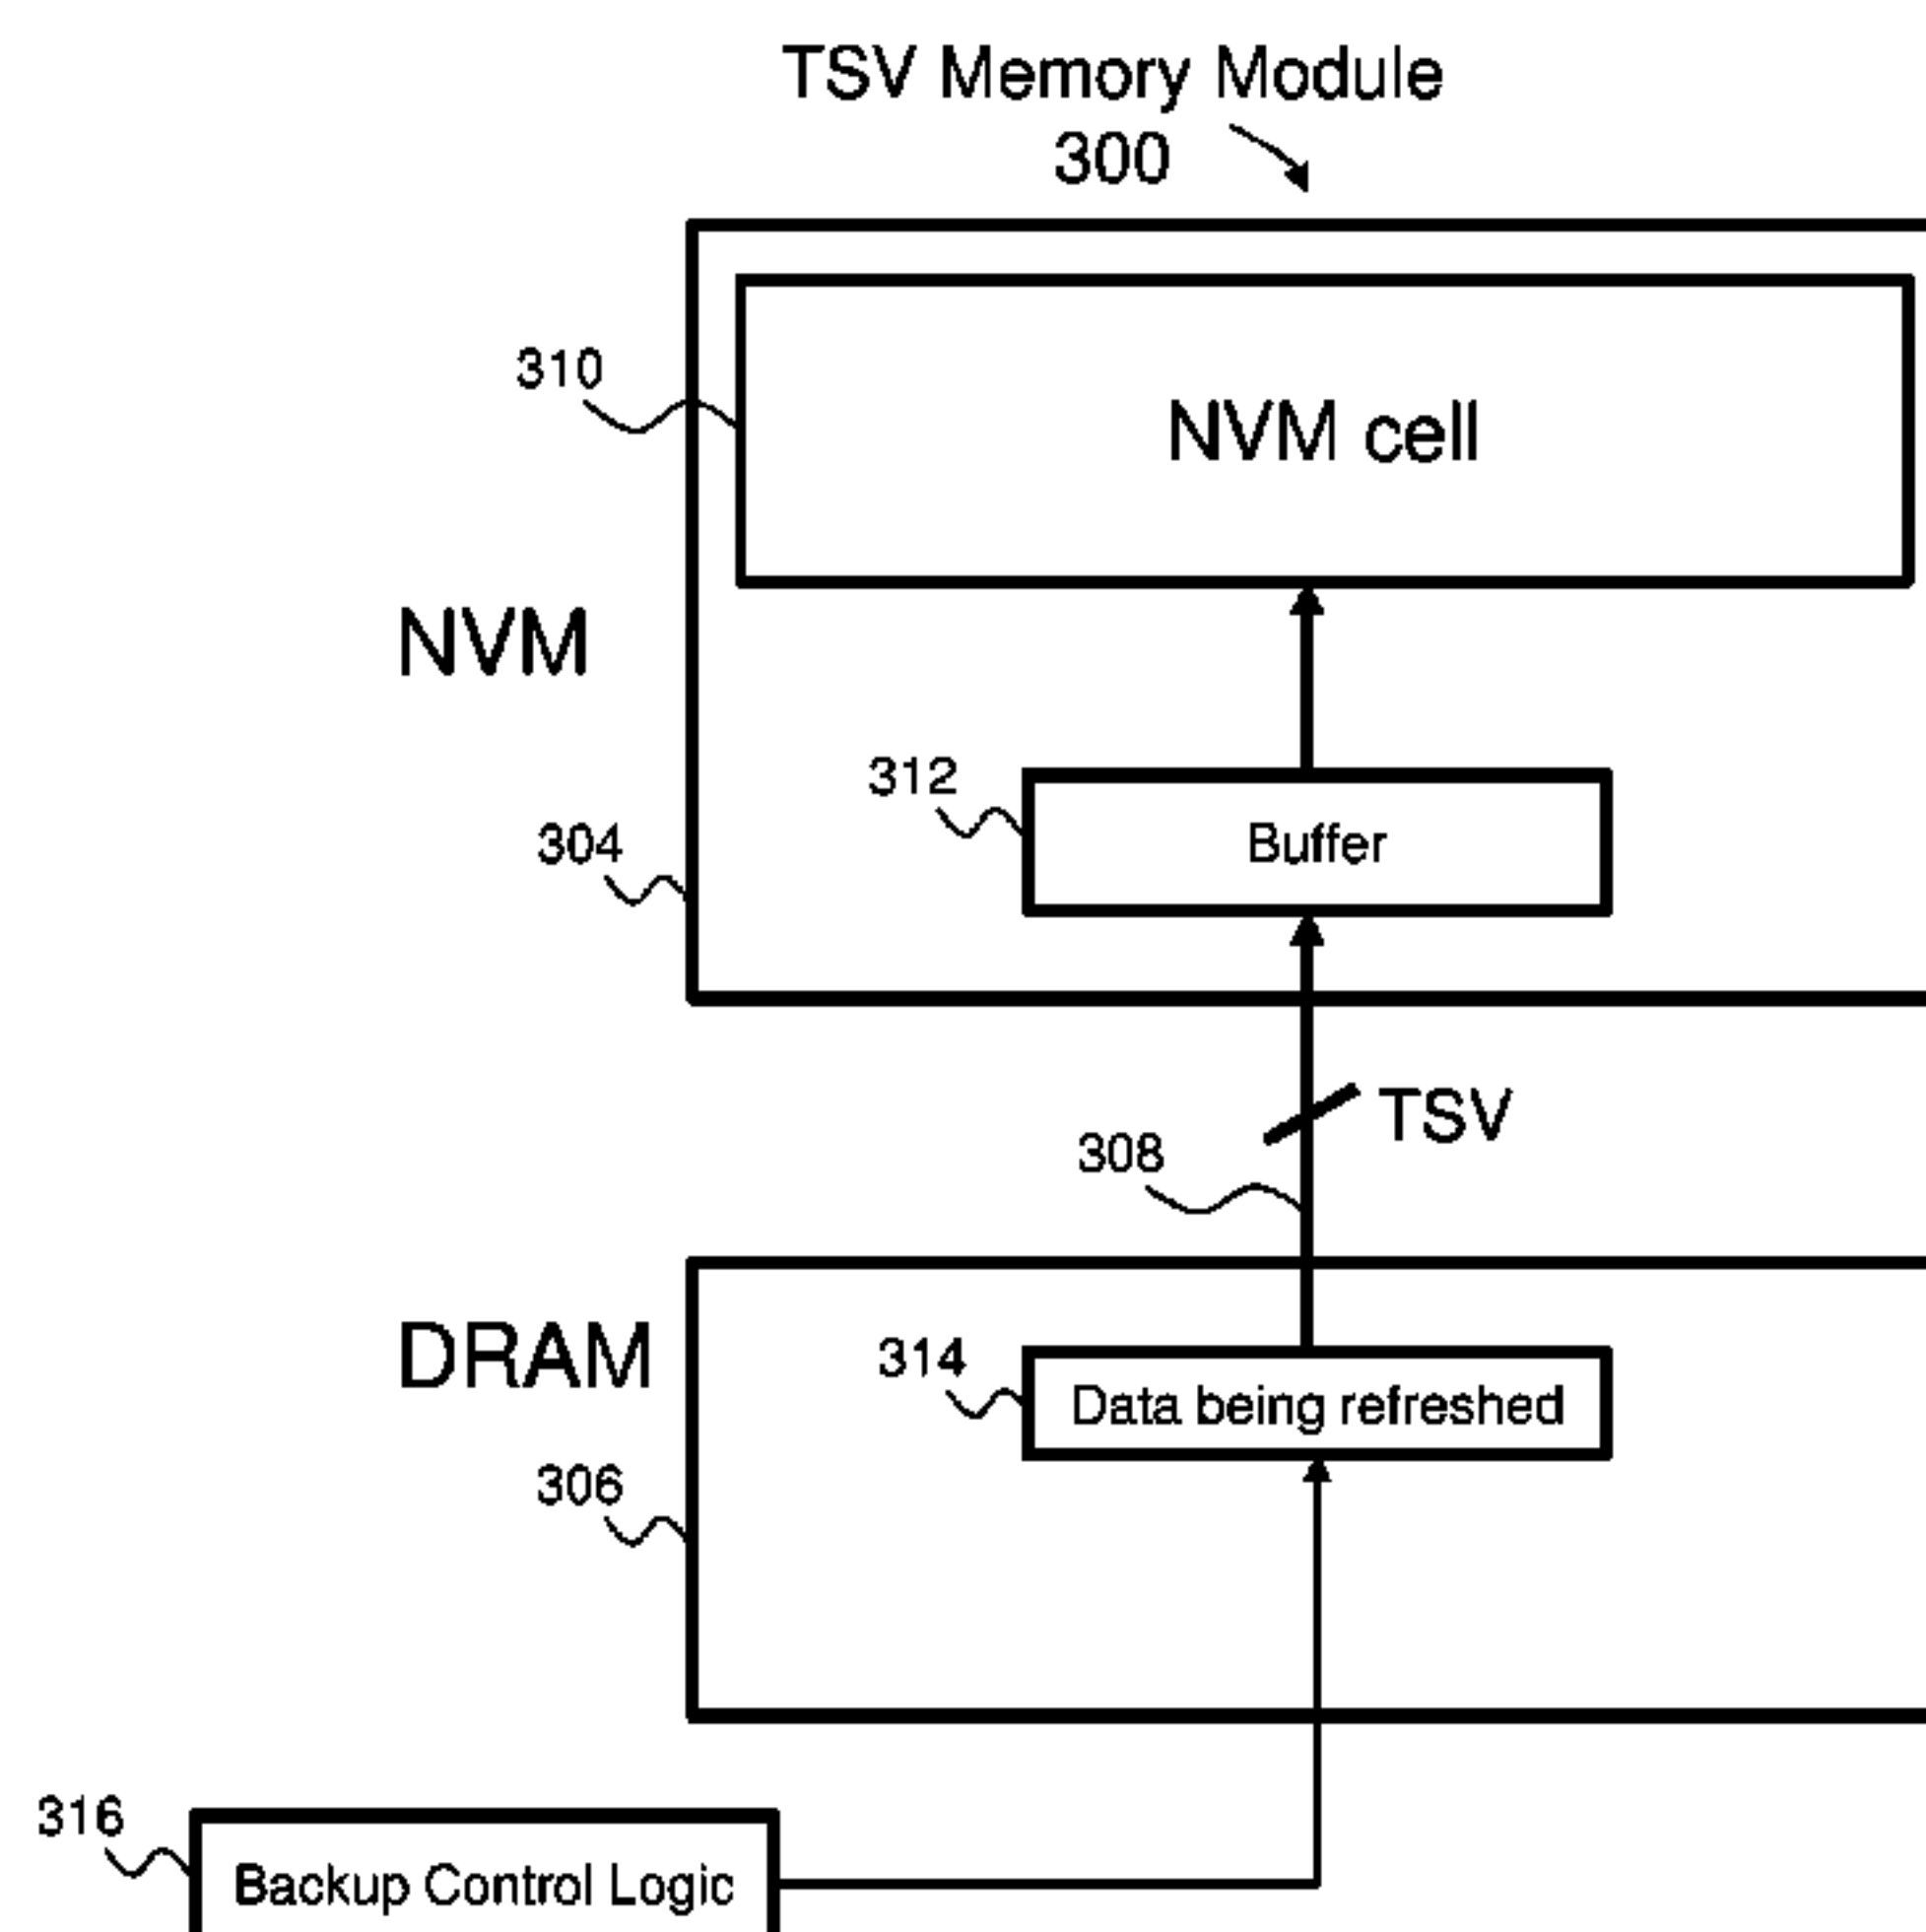 TSV Memory Module
300
310
NVM cell
NVM
312
Buffer
304
TSV
308
DRAM
314
Data being refreshed
306
316
Backup Control Logic